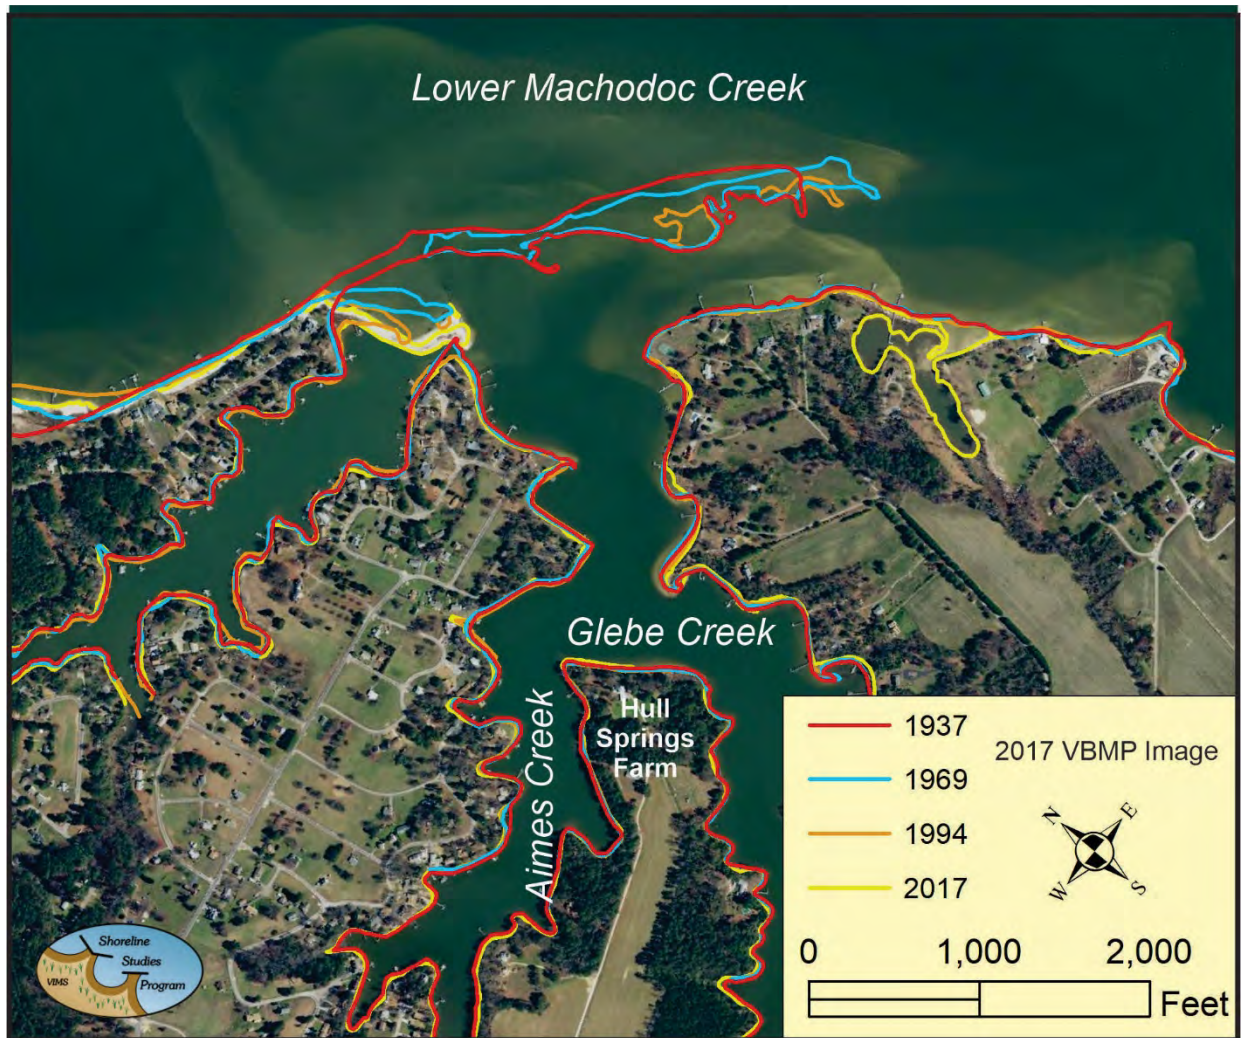 Lower Machodoc Creek
Glebe Creek
Aimes Creek
Hull
Springs
Farm
1937
1969
1994
2017
2017 VBMP Image
N
E
W
S
0
1,000
2,000
Feet
Shoreline
Studies
Program
VIMS